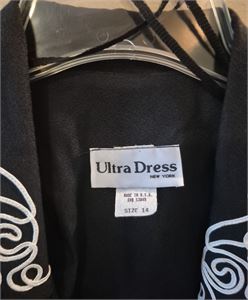 Ultra Dress
NEW YORK
MADE IN U.S.A.
SIZE 14